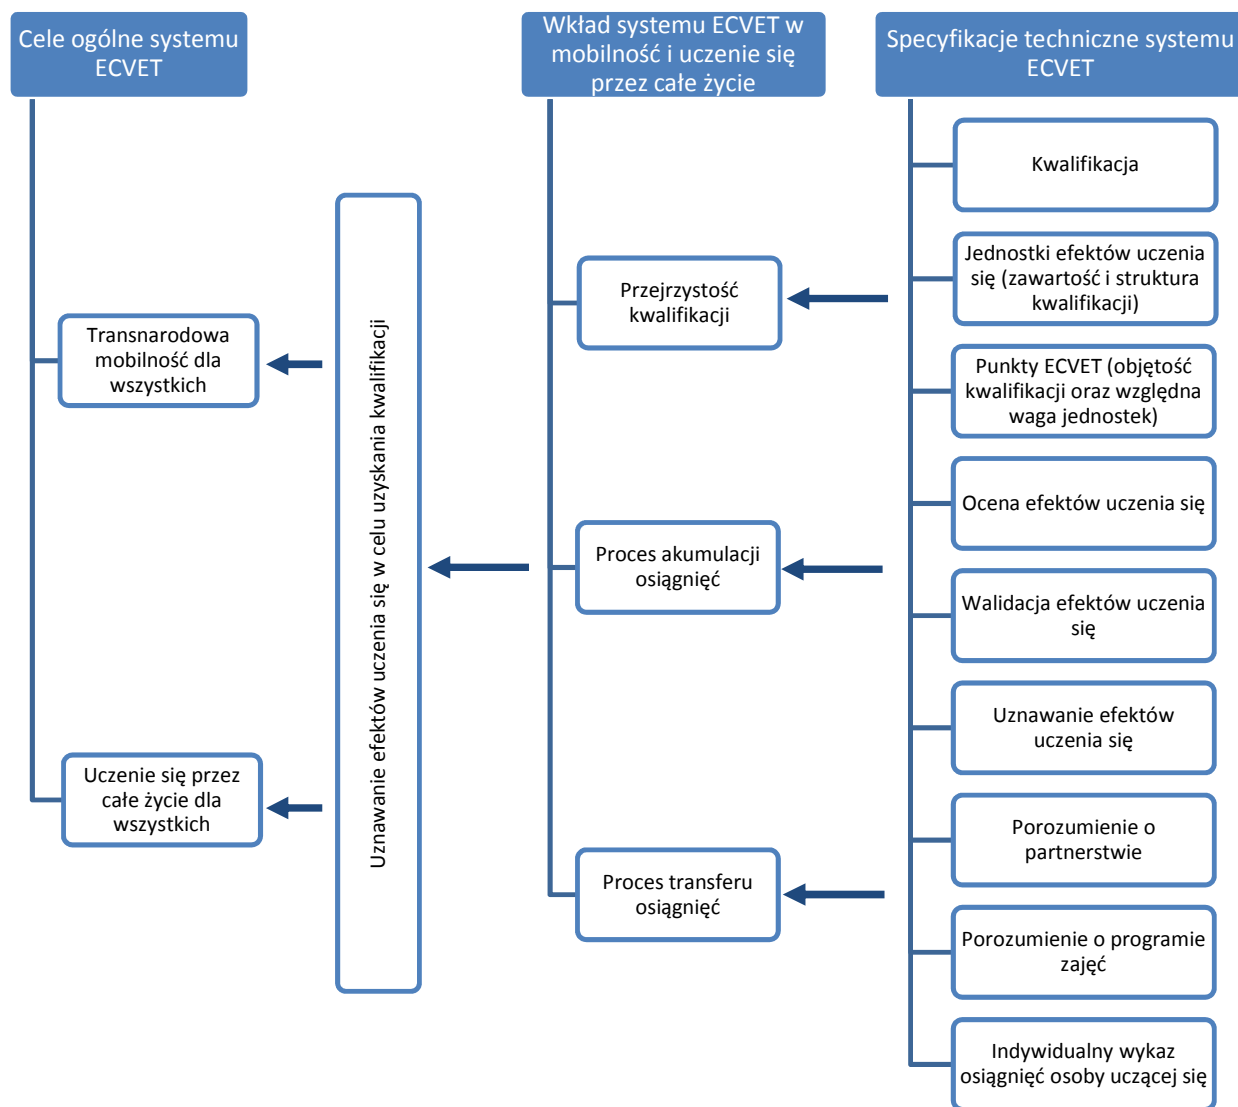 Cele ogólne systemu
ECVET
Transnarodowa
mobilność dla
wszystkich
Uczenie się przez
całe życie dla
wszystkich
Uznawanie efektów uczenia się w celu uzyskania kwalifikacji
Wkład systemu ECVET w
mobilność i uczenie się
przez całe życie
Przejrzystość
kwalifikacji
Proces akumulacji
osiągnięć
Proces transferu
osiągnięć
Specyfikacje techniczne systemu
ECVET
Kwalifikacja
Jednostki efektów uczenia
się (zawartość i struktura
kwalifikacji)
Punkty ECVET (objętość
kwalifikacji oraz względna
waga jednostek)
Ocena efektów uczenia się
Walidacja efektów uczenia
się
Uznawanie efektów
uczenia się
Porozumienie o
partnerstwie
Porozumienie o programie
zajęć
Indywidualny wykaz
osiągnięć osoby uczącej się